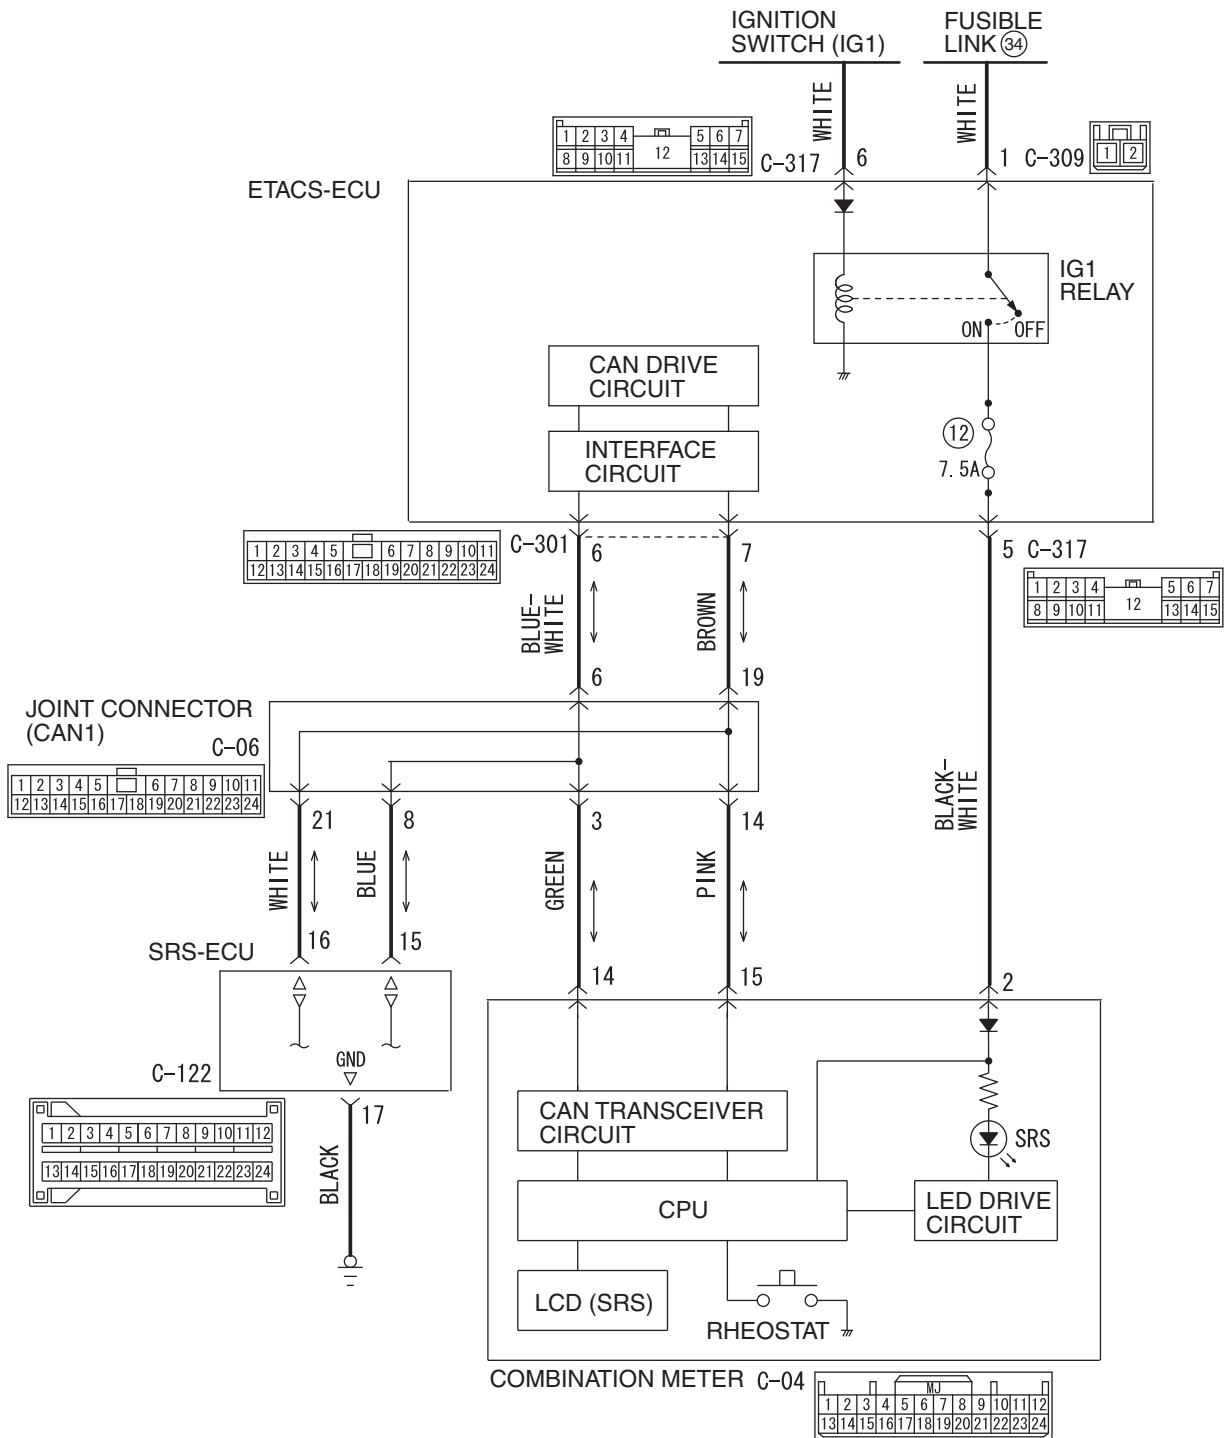 IGNITION
SWITCH (IG1)
FUSIBLE
LINK 34
WHITE
WHITE
1 2 3 4 5 6 7
8 9 10 11 12 13 14 15
C-317 6
1 C-309
1 2
ETACS-ECU
IG1
RELAY
ON OFF
CAN DRIVE
CIRCUIT
12
7.5A
INTERFACE
CIRCUIT
1 2 3 4 5 6 7 8 9 10 11
12 13 14 15 16 17 18 19 20 21 22 23 24
C-301 6 7
5 C-317
1 2 3 4 5 6 7
8 9 10 11 12 13 14 15
BLUE-
WHITE
BROWN
6 19
JOINT CONNECTOR
(CAN1)
C-06
1 2 3 4 5 6 7 8 9 10 11
12 13 14 15 16 17 18 19 20 21 22 23 24
BLACK-
WHITE
21 8 3 14
WHITE
BLUE
GREEN
PINK
16 15
SRS-ECU
14 15 2
GND
C-122
17
1 2 3 4 5 6 7 8 9 10 11 12
13 14 15 16 17 18 19 20 21 22 23 24
BLACK
CAN TRANSCEIVER
CIRCUIT
SRS
CPU
LED DRIVE
CIRCUIT
LCD (SRS)
RHEOSTAT
COMBINATION METER C-04
MJ
1 2 3 4 5 6 7 8 9 10 11 12
13 14 15 16 17 18 19 20 21 22 23 24